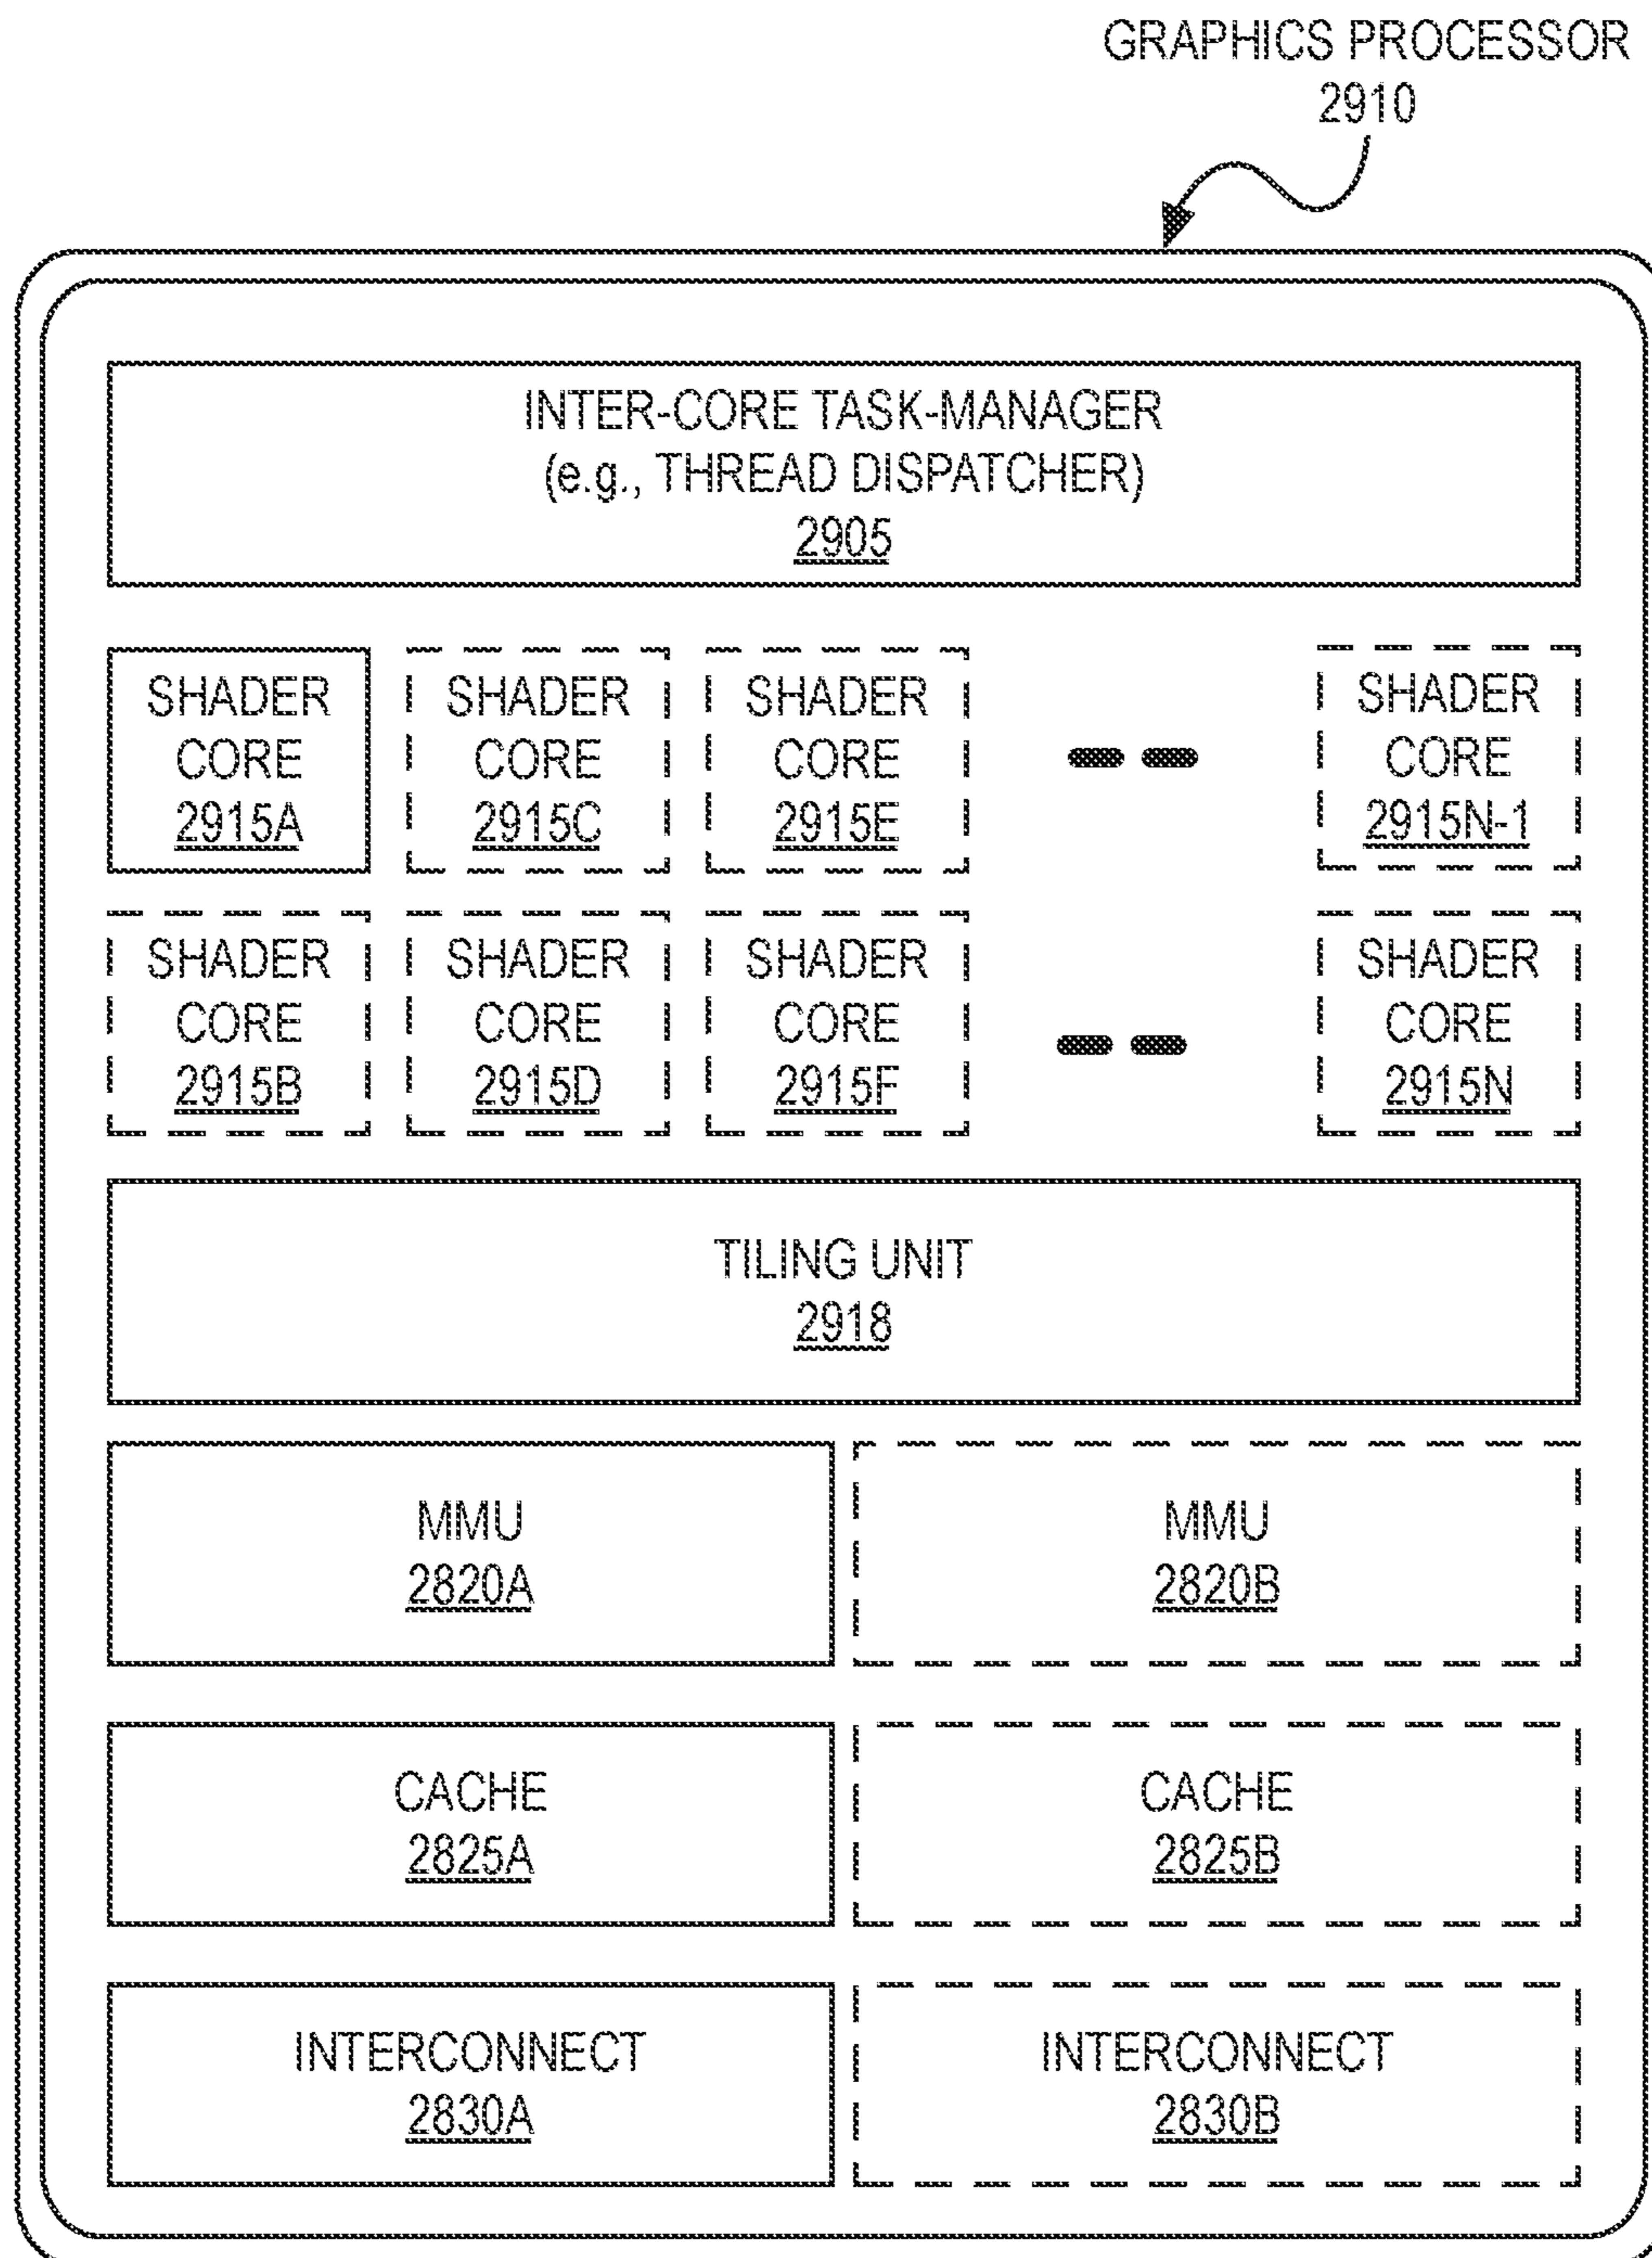 GRAPHICS PROCESSOR
2910
INTER-CORE TASK-MANAGER
(e.g., THREAD DISPATCHER)
2905
SHADER
CORE
2915A
SHADER
CORE
2915C
SHADER
CORE
2915E
SHADER
CORE
2915N-1
SHADER
CORE
2915B
SHADER
CORE
2915D
SHADER
CORE
2915F
SHADER
CORE
2915N
TILING UNIT
2918
MMU
2820A
MMU
2820B
CACHE
2825A
CACHE
2825B
INTERCONNECT
2830A
INTERCONNECT
2830B